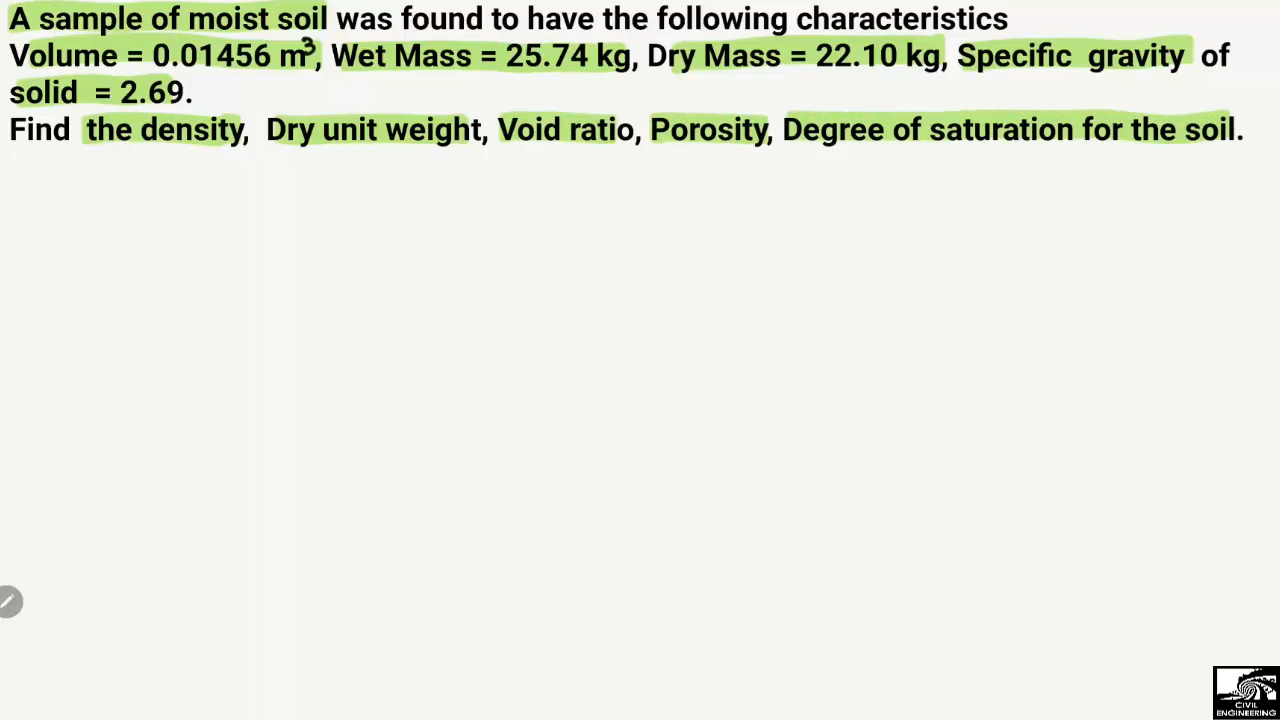 A sample of moist soil was found to have the following characteristics
Volume = 0.01456 m³, Wet Mass = 25.74 kg, Dry Mass = 22.10 kg, Specific gravity of
solid = 2.69.
Find the density, Dry unit weight, Void ratio, Porosity, Degree of saturation for the soil.
CIVIL
ENGINEERING